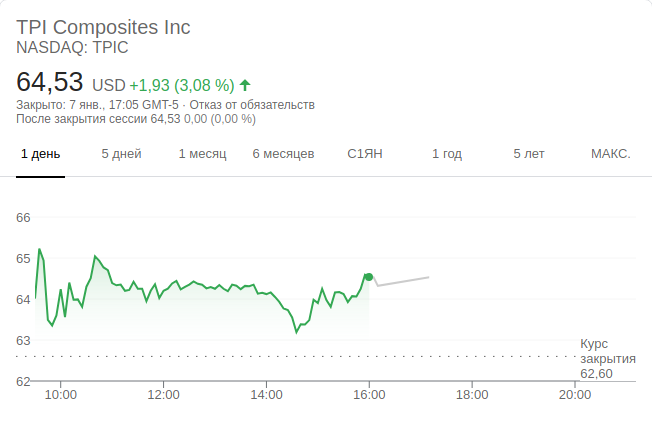 TPI Composites Inc
NASDAQ: TPIC
64,53 USD +1,93 (3,08 %)
Закрыто: 7 янв., 17:05 GMT-5 · Отказ от обязательств
После закрытия сессии 64,53 0,00 (0,00 %)
1 день 5 дней 1 месяц 6 месяцев С1ЯН 1 год 5 лет МАКС.
66
65
64
63
Курс
закрытия
62,60
62
10:00 12:00 14:00 16:00 18:00 20:00